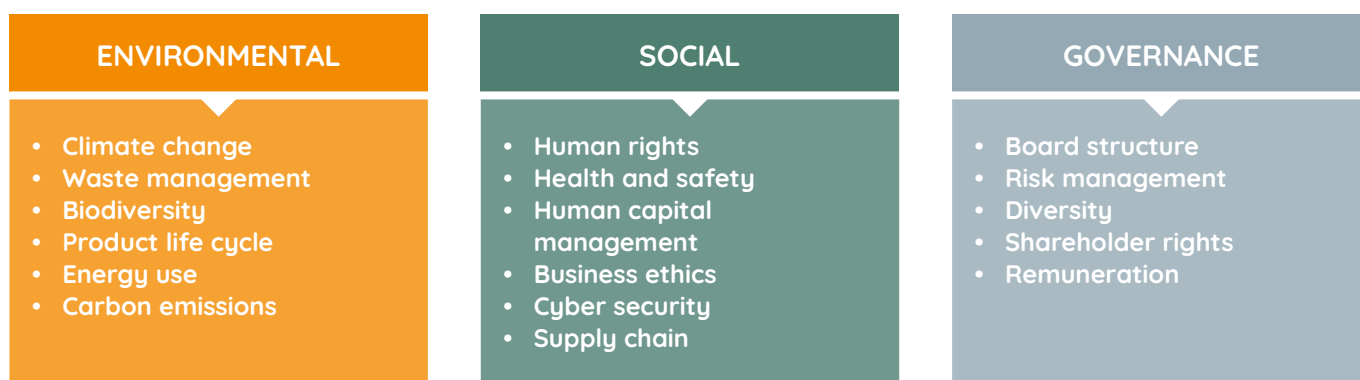 ENVIRONMENTAL
• Climate change
• Waste management
• Biodiversity
• Product life cycle
• Energy use
• Carbon emissions
SOCIAL
• Human rights
• Health and safety
• Human capital
management
• Business ethics
• Cyber security
• Supply chain
GOVERNANCE
• Board structure
• Risk management
• Diversity
• Shareholder rights
• Remuneration